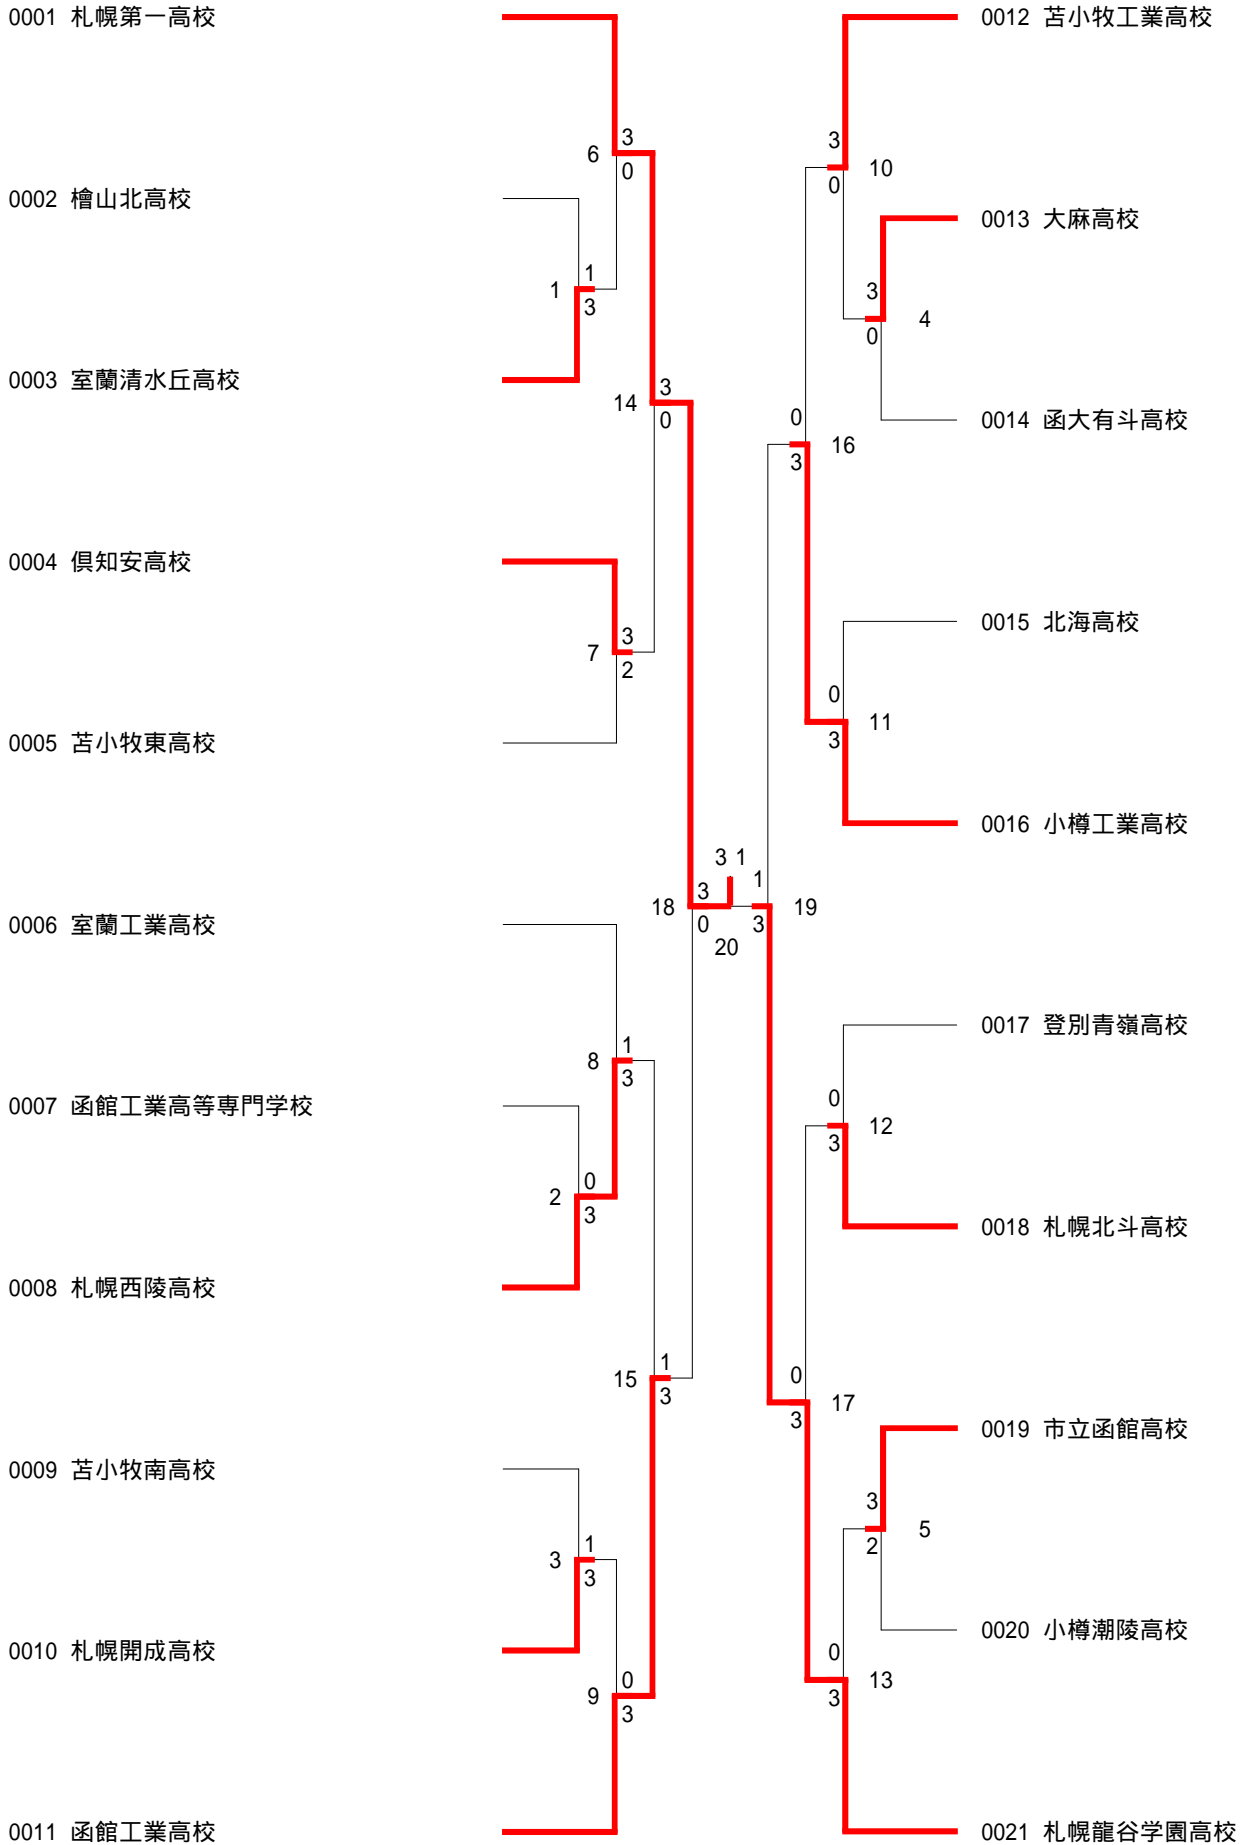 0001 札幌第一高校
0012 苫小牧工業高校
3
6
0
3
0
10
0002 檜山北高校
0013 大麻高校
1
1
3
3
0
4
0003 室蘭清水丘高校
14
3
0
0
3
16
0014 函大有斗高校
0004 倶知安高校
0015 北海高校
7
3
2
0
3
11
0005 苫小牧東高校
0016 小樽工業高校
3 1
18
3
0
20
1
3
19
0006 室蘭工業高校
0017 登別青嶺高校
8
1
3
0
3
12
0007 函館工業高等専門学校
2
0
3
0018 札幌北斗高校
0008 札幌西陵高校
15
1
3
0
3
17
0019 市立函館高校
0009 苫小牧南高校
3
1
3
3
2
5
0010 札幌開成高校
0020 小樽潮陵高校
9
0
3
0
3
13
0011 函館工業高校
0021 札幌龍谷学園高校